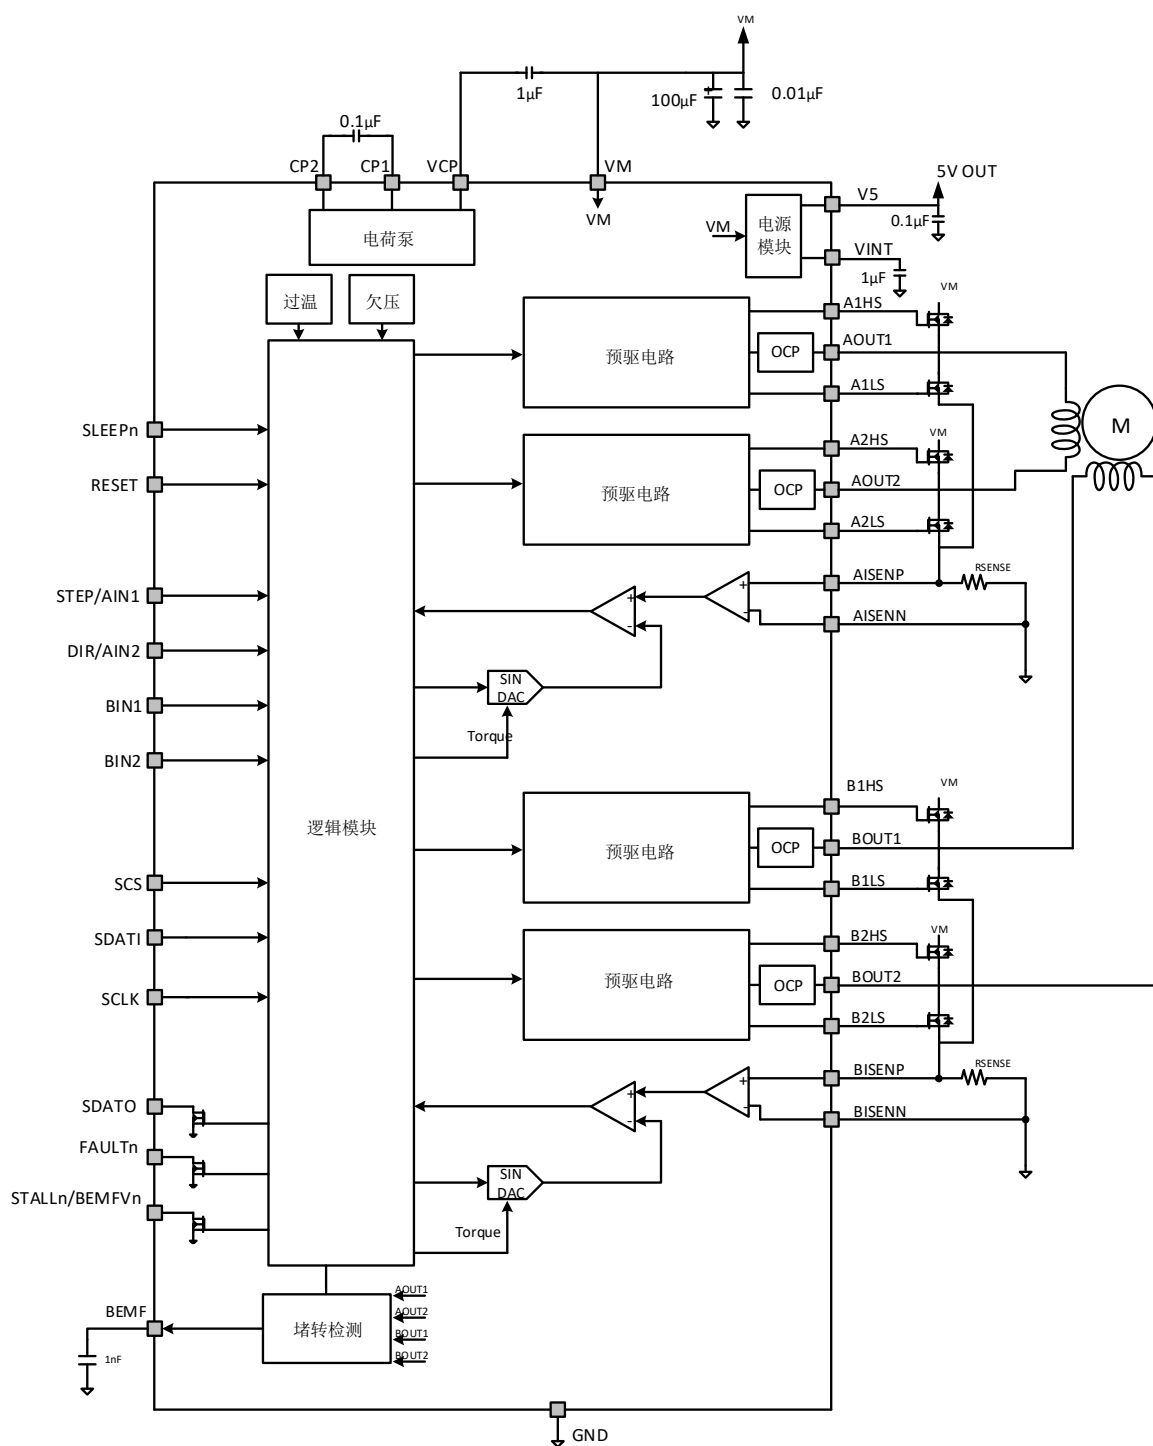 VM
1μF
100μF
+
0.01μF
0.1μF
CP2
CP1
VCP
VM
5V OUT
V5
VM
0.1μF
电荷泵
VM
电源
模块
VINT
1μF
过温
欠压
VM
A1HS
预驱电路
OCP
AOUT1
A1LS
M
SLEEPn
A2HS
VM
RESET
预驱电路
OCP
AOUT2
A2LS
AISENP
RSENSE
STEP/AIN1
+
-
+
-
AISENN
DIR/AIN2
SIN
DAC
BIN1
Torque
BIN2
B1HS
VM
逻辑模块
预驱电路
OCP
BOUT1
SCS
B1LS
SDATI
B2HS
VM
预驱电路
OCP
BOUT2
SCLK
B2LS
BISENP
RSENSE
SDATO
+
-
+
-
BISENN
FAULTn
SIN
DAC
STALLn/BEMFVn
Torque
BEMF
AOUT1
AOUT2
堵转检测
BOUT1
BOUT2
1nF
GND